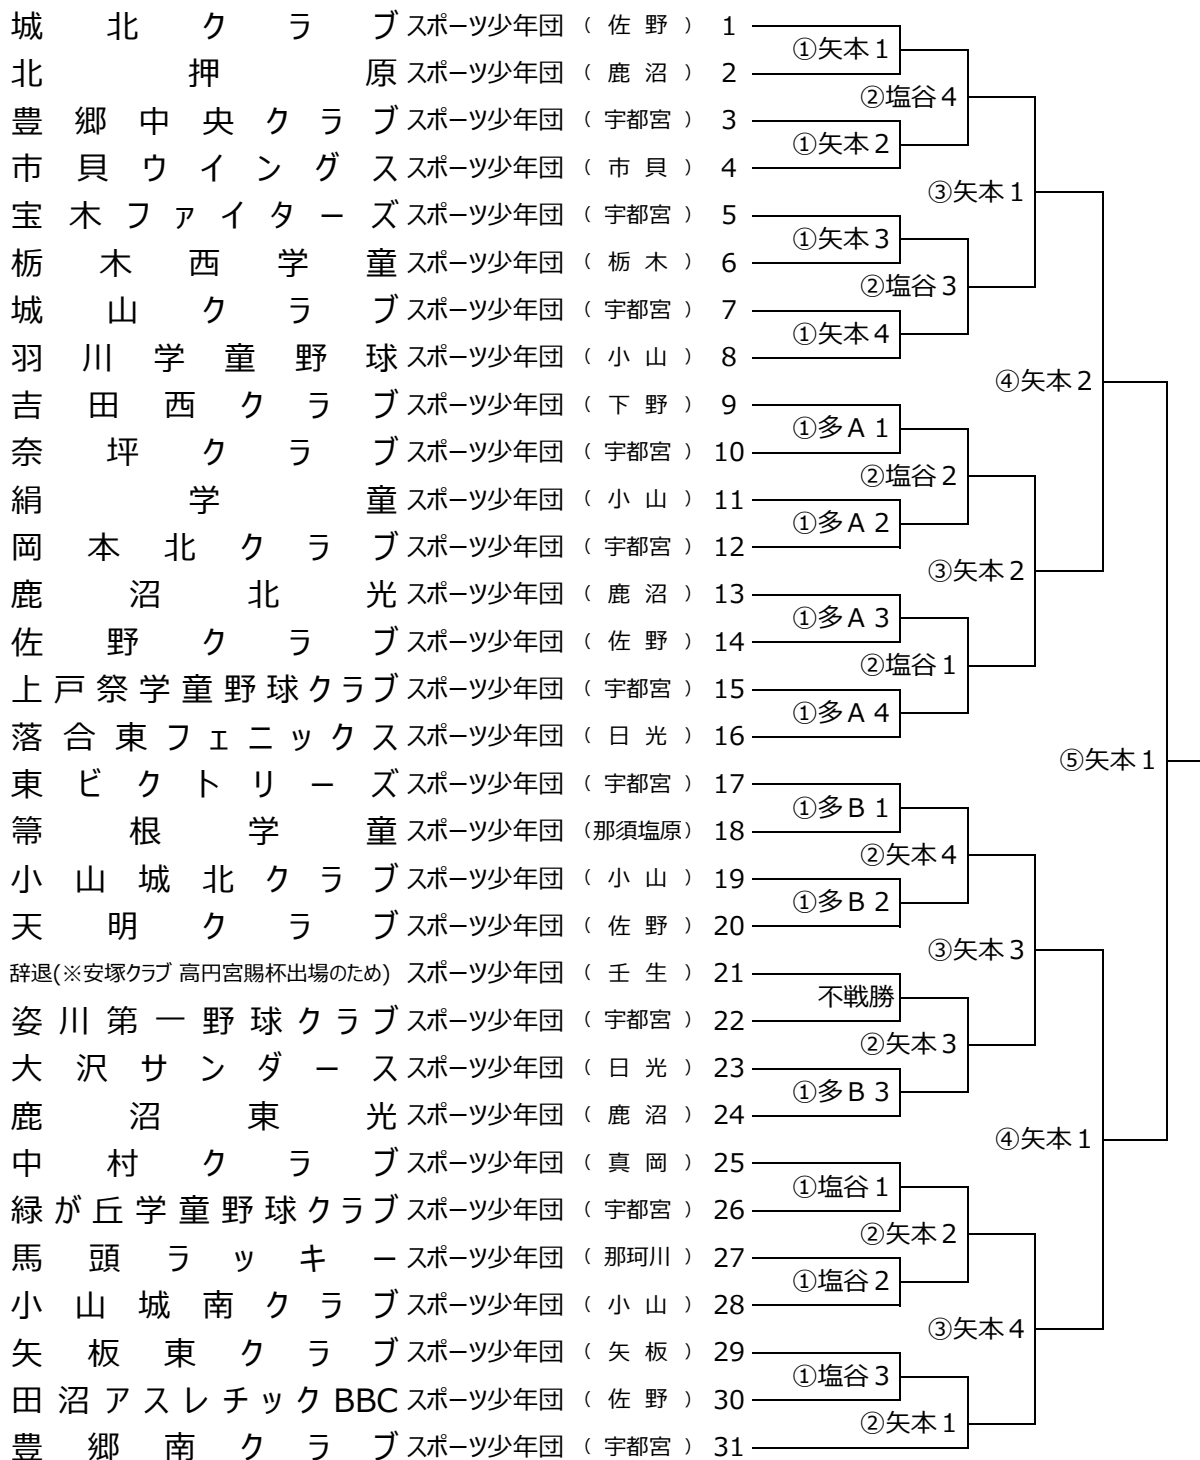 城北クラブ スポーツ少年団 （ 佐 野 ） 1
①矢本１
北押原 スポーツ少年団 （ 鹿 沼 ） 2
②塩谷４
豊郷中央クラブ スポーツ少年団 （ 宇都宮 ） 3
①矢本２
市貝ウイングス スポーツ少年団 （ 市 貝 ） 4
③矢本１
宝木ファイターズ スポーツ少年団 （ 宇都宮 ） 5
①矢本３
栃木西学童 スポーツ少年団 （ 栃 木 ） 6
②塩谷３
城山クラブ スポーツ少年団 （ 宇都宮 ） 7
①矢本４
羽川学童野球 スポーツ少年団 （ 小 山 ） 8
④矢本２
吉田西クラブ スポーツ少年団 （ 下 野 ） 9
①多Ａ１
奈坪クラブ スポーツ少年団 （ 宇都宮 ） 10
②塩谷２
絹学童 スポーツ少年団 （ 小 山 ） 11
①多Ａ２
岡本北クラブ スポーツ少年団 （ 宇都宮 ） 12
③矢本２
鹿沼北光 スポーツ少年団 （ 鹿 沼 ） 13
①多Ａ３
佐野クラブ スポーツ少年団 （ 佐 野 ） 14
②塩谷１
上戸祭学童野球クラブ スポーツ少年団 （ 宇都宮 ） 15
①多Ａ４
落合東フェニックス スポーツ少年団 （ 日 光 ） 16
⑤矢本１
東ビクトリーズ スポーツ少年団 （ 宇都宮 ） 17
①多Ｂ１
箒根学童 スポーツ少年団 （那須塩原） 18
②矢本４
小山城北クラブ スポーツ少年団 （ 小 山 ） 19
①多Ｂ２
天明クラブ スポーツ少年団 （ 佐 野 ） 20
③矢本３
辞退(※安塚クラブ 高円宮賜杯出場のため) スポーツ少年団 （ 壬 生 ） 21
不戦勝
姿川第一野球クラブ スポーツ少年団 （ 宇都宮 ） 22
②矢本３
大沢サンダース スポーツ少年団 （ 日 光 ） 23
①多Ｂ３
鹿沼東光 スポーツ少年団 （ 鹿 沼 ） 24
④矢本１
中村クラブ スポーツ少年団 （ 真 岡 ） 25
①塩谷１
緑が丘学童野球クラブ スポーツ少年団 （ 宇都宮 ） 26
②矢本２
馬頭ラッキー スポーツ少年団 （ 那珂川 ） 27
①塩谷２
小山城南クラブ スポーツ少年団 （ 小 山 ） 28
③矢本４
矢板東クラブ スポーツ少年団 （ 矢 板 ） 29
①塩谷３
田沼アスレチックBBC スポーツ少年団 （ 佐 野 ） 30
②矢本１
豊郷南クラブ スポーツ少年団 （ 宇都宮 ） 31